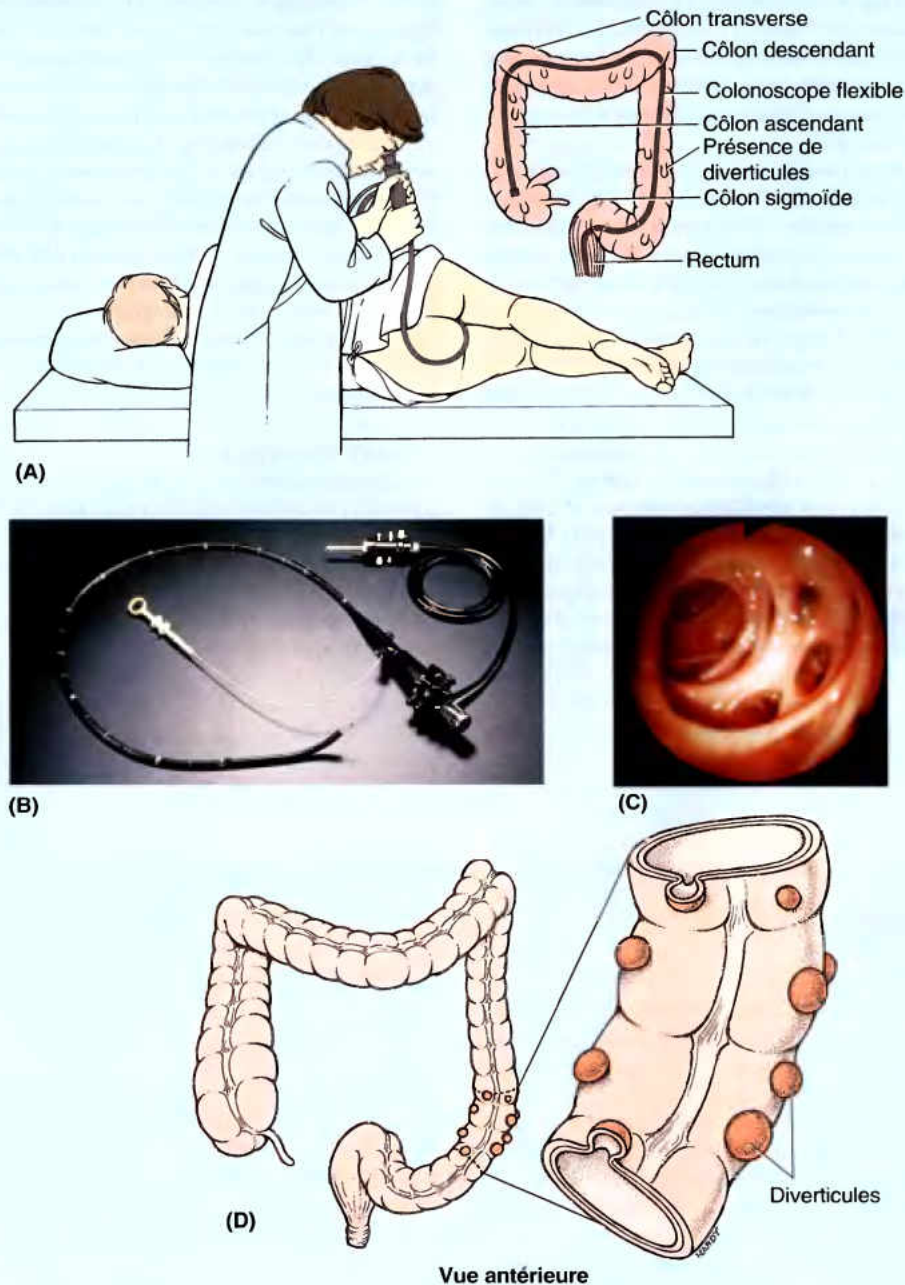 Côlon transverse
Côlon descendant
Colonoscope flexible
Côlon ascendant
Présence de
diverticules
Côlon sigmoïde
Rectum
(A)
(B)
(C)
Diverticules
(D)
Vue antérieure